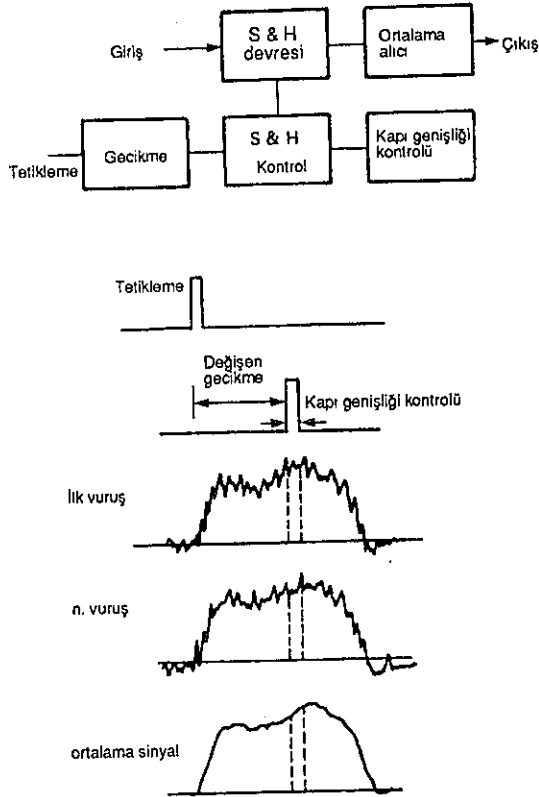 Giriş
S & H
devresi
Ortalama
alıcı
Çıkış
Tetikleme
Gecikme
S & H
Kontrol
Kapı genişliği
kontrolü
Tetikleme
Değişen
gecikme
Kapı genişliği kontrolü
İlk vuruş
n. vuruş
ortalama sinyal